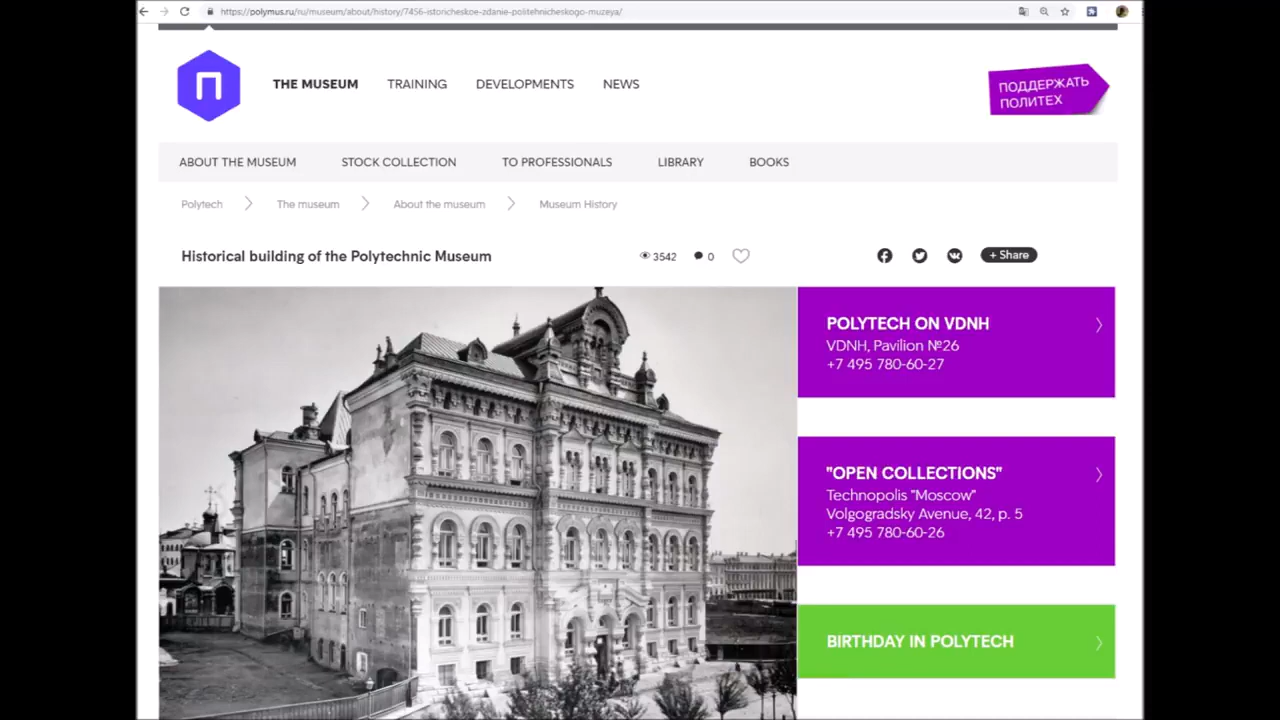 https://polymus.ru/ru/museum/about/history/7456-istoricheskoe-zdanie-politehnicheskogo-muzeya/
П
THE MUSEUM TRAINING DEVELOPMENTS NEWS
ПОДДЕРЖАТЬ
ПОЛИТЕХ
ABOUT THE MUSEUM STOCK COLLECTION TO PROFESSIONALS LIBRARY BOOKS
Polytech The museum About the museum Museum History
Historical building of the Polytechnic Museum 3542 0 + Share
POLYTECH ON VDNH
VDNH, Pavilion №26
+7 495 780-60-27
"OPEN COLLECTIONS"
Technopolis "Moscow"
Volgogradsky Avenue, 42, p. 5
+7 495 780-60-26
BIRTHDAY IN POLYTECH